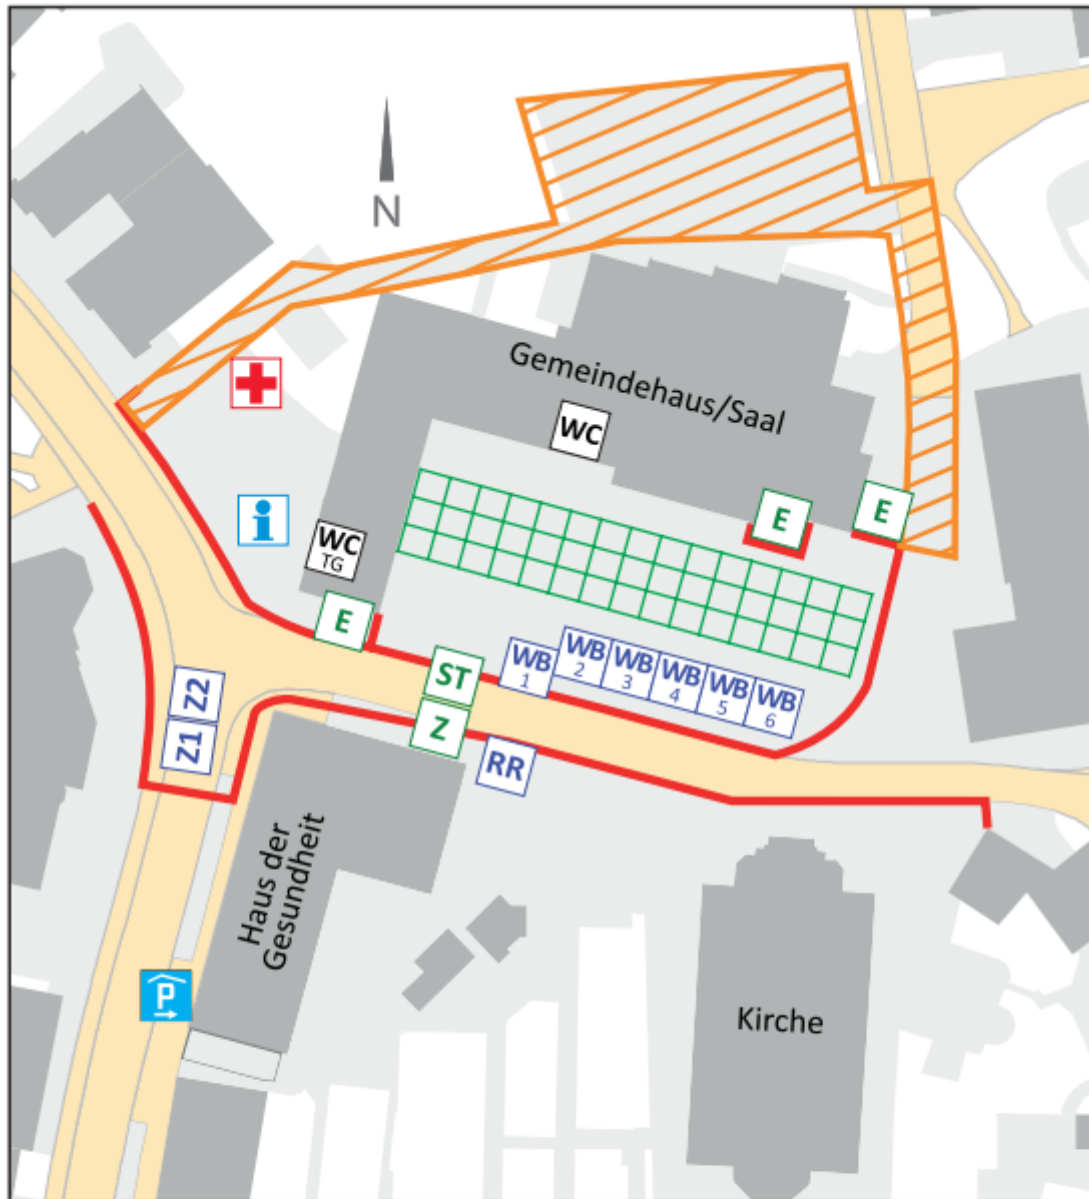 N
Gemeindehaus/Saal
WC
E
E
WC
TG
E
ST
Z
WB
1
WB
2
WB
3
WB
4
WB
5
WB
6
Z2
Z1
RR
Haus der
Gesundheit
P
Kirche